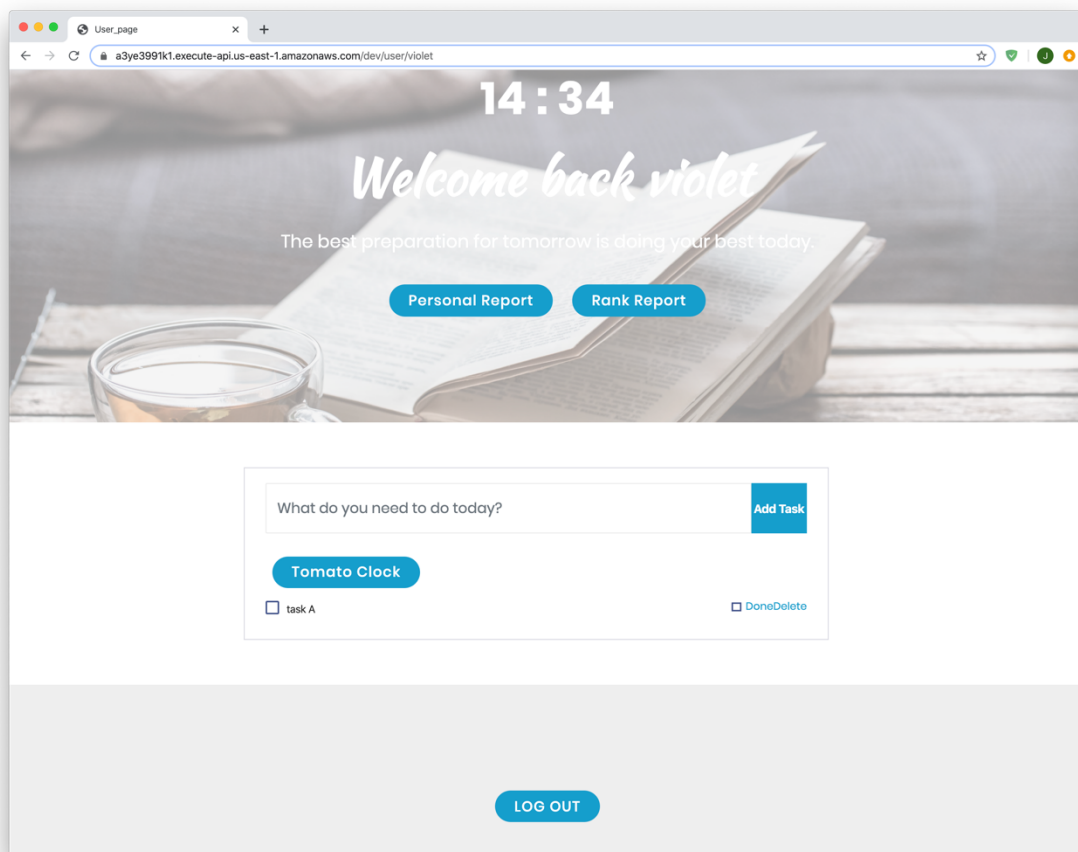 User_page
a3ye3991k1.execute-api.us-east-1.amazonaws.com/dev/user/violet
J
14 : 34
Welcome back violet
The best preparation for tomorrow is doing your best today.
Personal Report Rank Report
What do you need to do today? Add Task
Tomato Clock
task A DoneDelete
LOG OUT